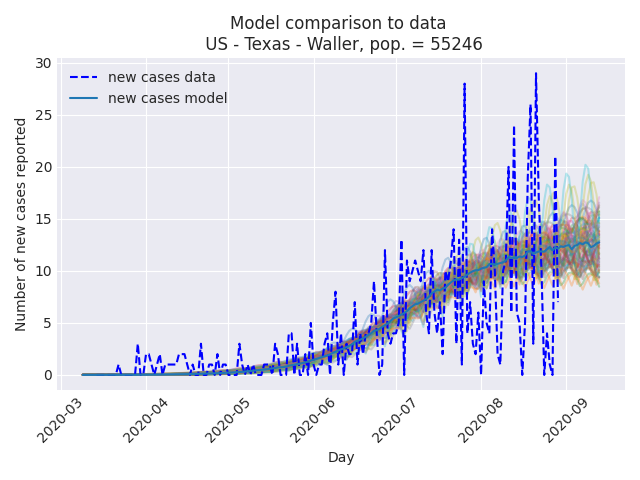 Model comparison to data
US - Texas - Waller, pop. = 55246
new cases data
new cases model
Number of new cases reported
30
25
20
15
10
5
0
2020-03
2020-04
2020-05
2020-06
2020-07
2020-08
2020-09
Day